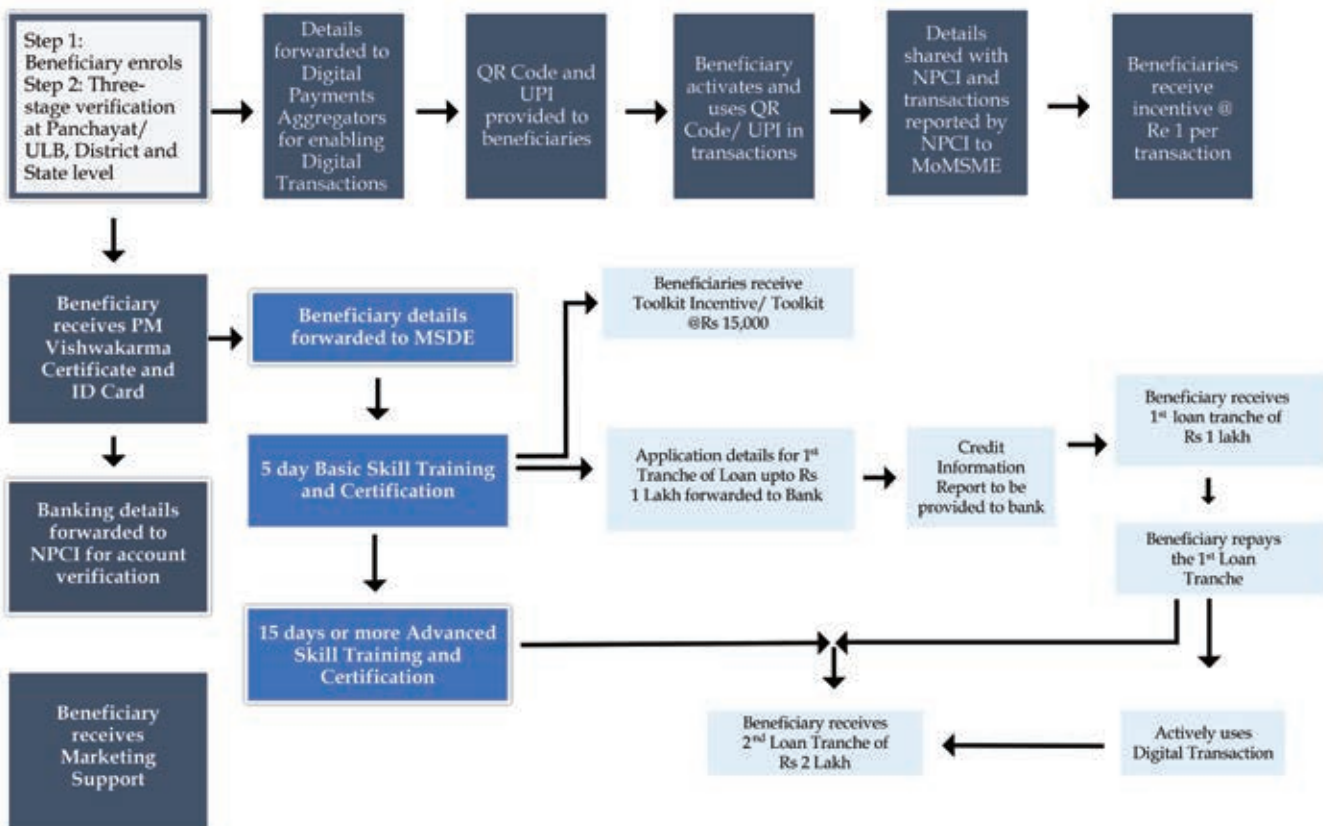 Step 1:
Beneficiary enrols
Step 2: Three-
stage verification
at Panchayat/
ULB, District and
State level
Details
forwarded to
Digital
Payments
Aggregators
for enabling
Digital
Transactions
QR Code and
UPI
provided to
beneficiaries
Beneficiary
activates and
uses QR
Code/ UPI in
transactions
Details
shared with
NPCI and
transactions
reported by
NPCI to
MoMSME
Beneficiaries
receive
incentive @
Re 1 per
transaction
Beneficiary
receives PM
Vishwakarma
Certificate and
ID Card
Beneficiary details
forwarded to MSDE
Beneficiaries receive
Toolkit Incentive/ Toolkit
@Rs 15,000
Banking details
forwarded to
NPCI for account
verification
5 day Basic Skill Training
and Certification
Application details for 1st
Tranche of Loan upto Rs
1 Lakh forwarded to Bank
Credit
Information
Report to be
provided to bank
Beneficiary receives
1st loan tranche of
Rs 1 lakh
Beneficiary repays
the 1st Loan
Tranche
15 days or more Advanced
Skill Training and
Certification
Beneficiary
receives
Marketing
Support
Beneficiary receives
2nd Loan Tranche of
Rs 2 Lakh
Actively uses
Digital Transaction